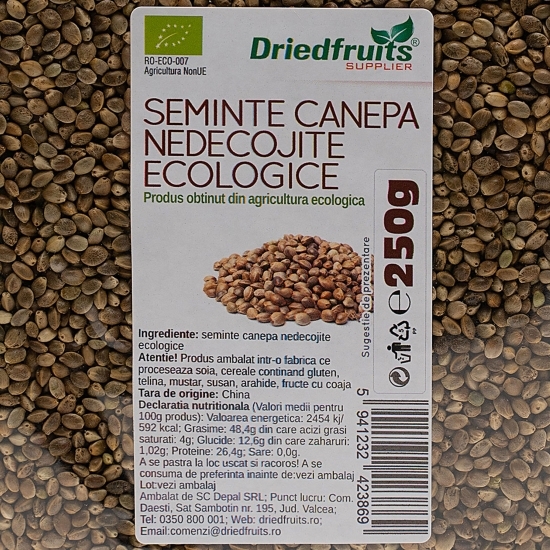 RO-ECO-007
Agricultura NonUE
Driedfruits®
SUPPLIER
SEMINTE CANEPA
NEDECOJITE
ECOLOGICE
Produs obtinut din agricultura ecologica
250g
℮
Sugestie de prezentare
PP
Ingrediente: seminte canepa nedecojite
ecologice
Atentie! Produs ambalat intr-o fabrica ce
proceseaza soia, cereale continand gluten,
telina, mustar, susan, arahide, fructe cu coaja
Tara de origine: China
Declaratia nutritionala (Valori medii pentru
100g produs): Valoarea energetica: 2454 kj/
592 kcal; Grasime: 48,4g din care acizi grasi
saturati: 4g; Glucide: 12,6g din care zaharuri:
1,02g; Proteine: 26,4g; Sare: 0,0g.
A se pastra la loc uscat si racoros! A se
consuma de preferinta inainte de:vezi ambalaj
Lot:vezi ambalaj
Ambalat de SC Depal SRL; Punct lucru: Com.
Daesti, Sat Sambotin nr. 195, Jud. Valcea;
Tel: 0350 800 001; Web: driedfruits.ro;
Email:comenzi@driedfruits.ro
5 941232 423869